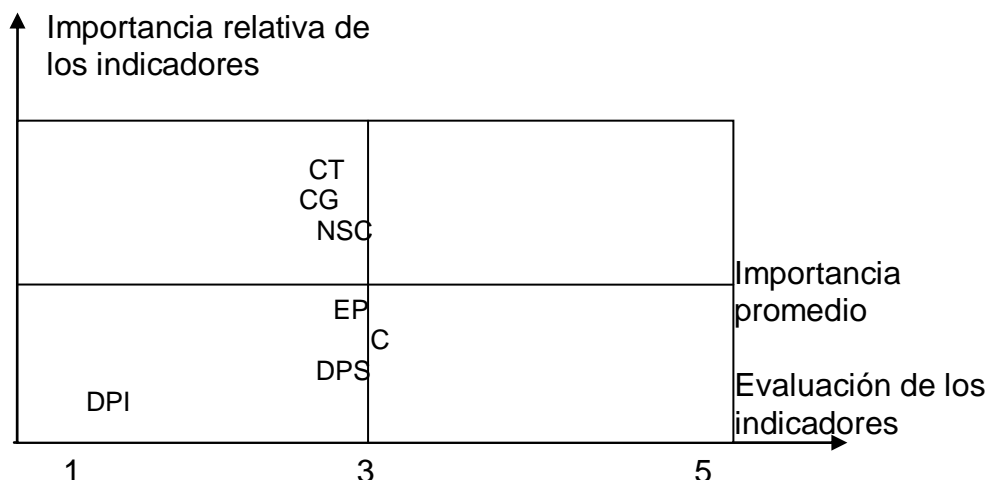 Importancia relativa de
los indicadores
CT
CG
NSC
Importancia
promedio
EP
C
DPS
DPI
Evaluación de los
indicadores
1 3 5